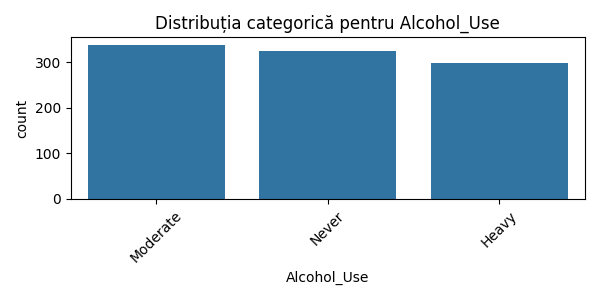 Distribuția categorică pentru Alcohol_Use
300
200
100
0
count
Moderate
Never
Heavy
Alcohol_Use